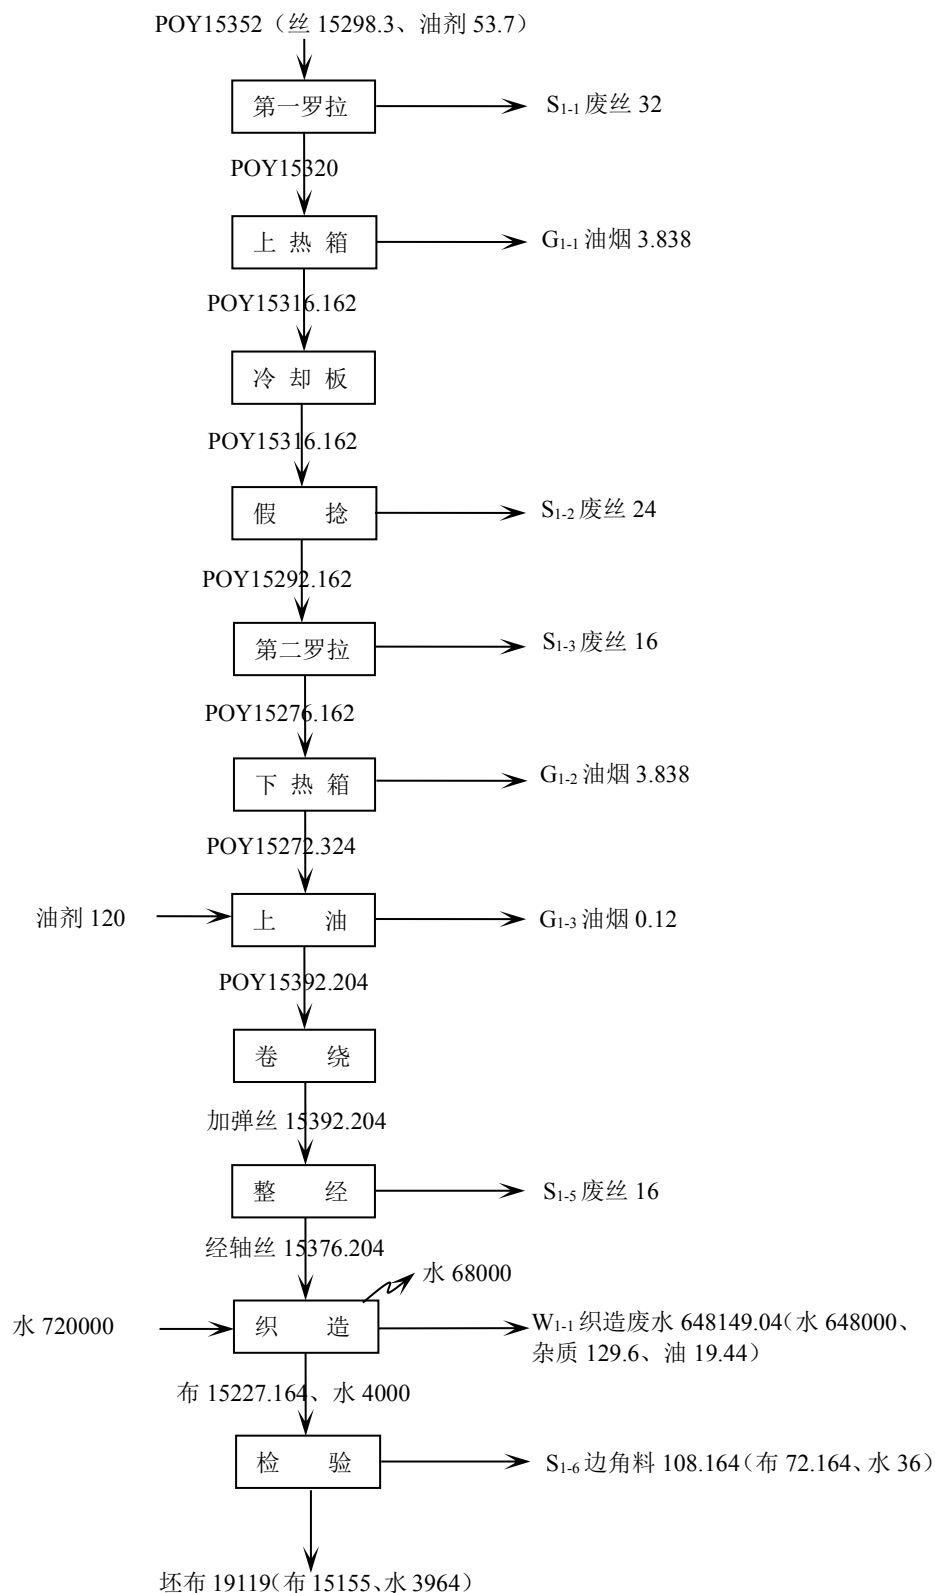 POY15352（丝 15298.3、油剂 53.7）
第一罗拉
S1-1 废丝 32
POY15320
上 热 箱
G1-1 油烟 3.838
POY15316.162
冷 却 板
POY15316.162
假 捻
S1-2 废丝 24
POY15292.162
第二罗拉
S1-3 废丝 16
POY15276.162
下 热 箱
G1-2 油烟 3.838
POY15272.324
油剂 120
上 油
G1-3 油烟 0.12
POY15392.204
卷 绕
加弹丝 15392.204
整 经
S1-5 废丝 16
经轴丝 15376.204
水 68000
水 720000
织 造
W1-1 织造废水 648149.04（水 648000、
杂质 129.6、油 19.44）
布 15227.164、水 4000
检 验
S1-6 边角料 108.164（布 72.164、水 36）
坯布 19119（布 15155、水 3964）